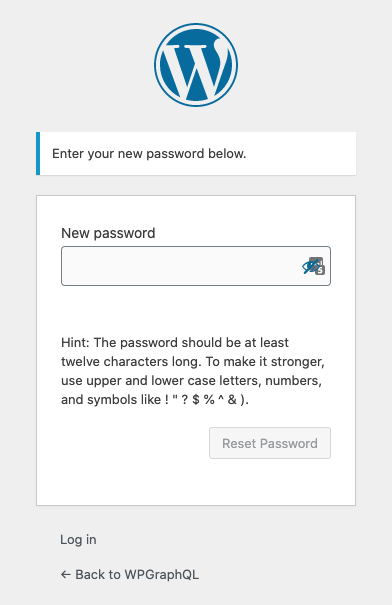 Enter your new password below.
New password
Hint: The password should be at least
twelve characters long. To make it stronger,
use upper and lower case letters, numbers,
and symbols like ! " ? $ % ^ & ).
Reset Password
Log in
← Back to WPGraphQL